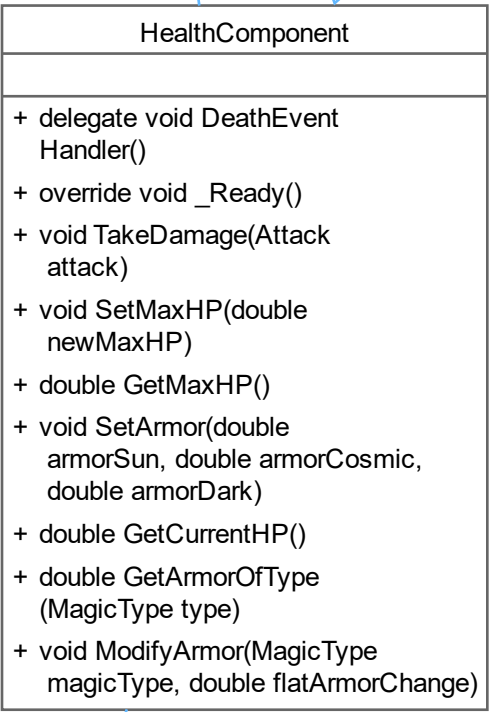 HealthComponent
+ delegate void DeathEvent
Handler()
+ override void _Ready()
+ void TakeDamage(Attack
attack)
+ void SetMaxHP(double
newMaxHP)
+ double GetMaxHP()
+ void SetArmor(double
armorSun, double armorCosmic,
double armorDark)
+ double GetCurrentHP()
+ double GetArmorOfType
(MagicType type)
+ void ModifyArmor(MagicType
magicType, double flatArmorChange)